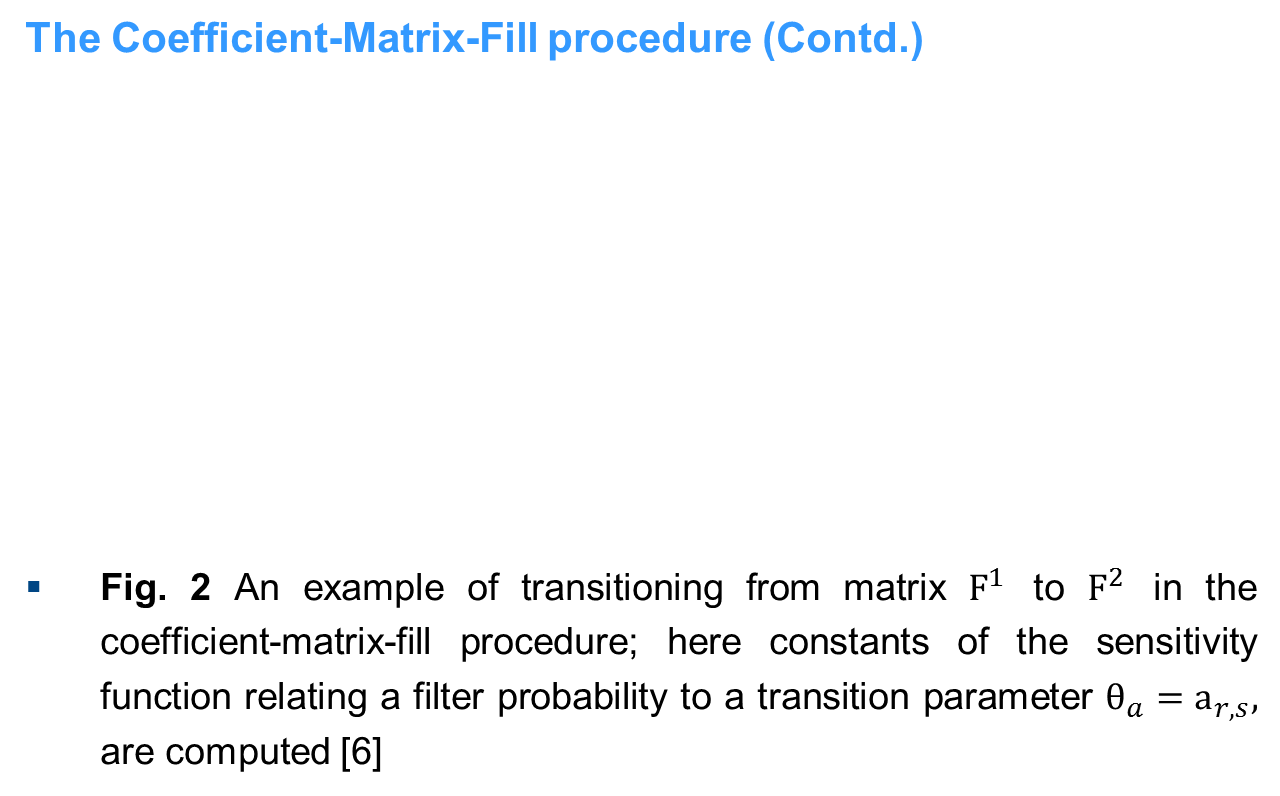 The Coefficient-Matrix-Fill procedure (Contd.)
▪ Fig. 2 An example of transitioning from matrix F¹ to F² in the
coefficient-matrix-fill procedure; here constants of the sensitivity
function relating a filter probability to a transition parameter θₐ = a_{r,s},
are computed [6]